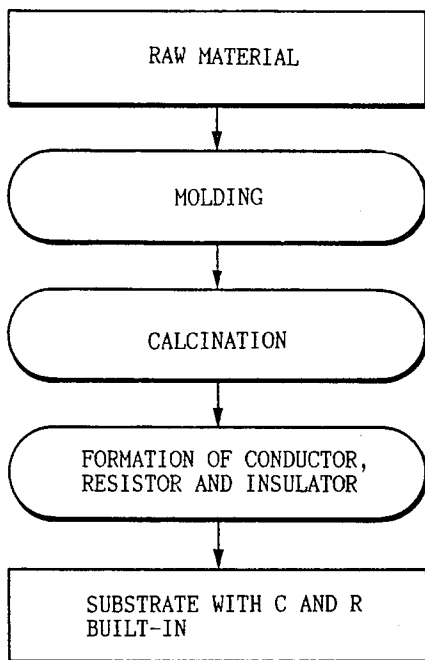 RAW MATERIAL
MOLDING
CALCINATION
FORMATION OF CONDUCTOR,
RESISTOR AND INSULATOR
SUBSTRATE WITH C AND R
BUILT-IN